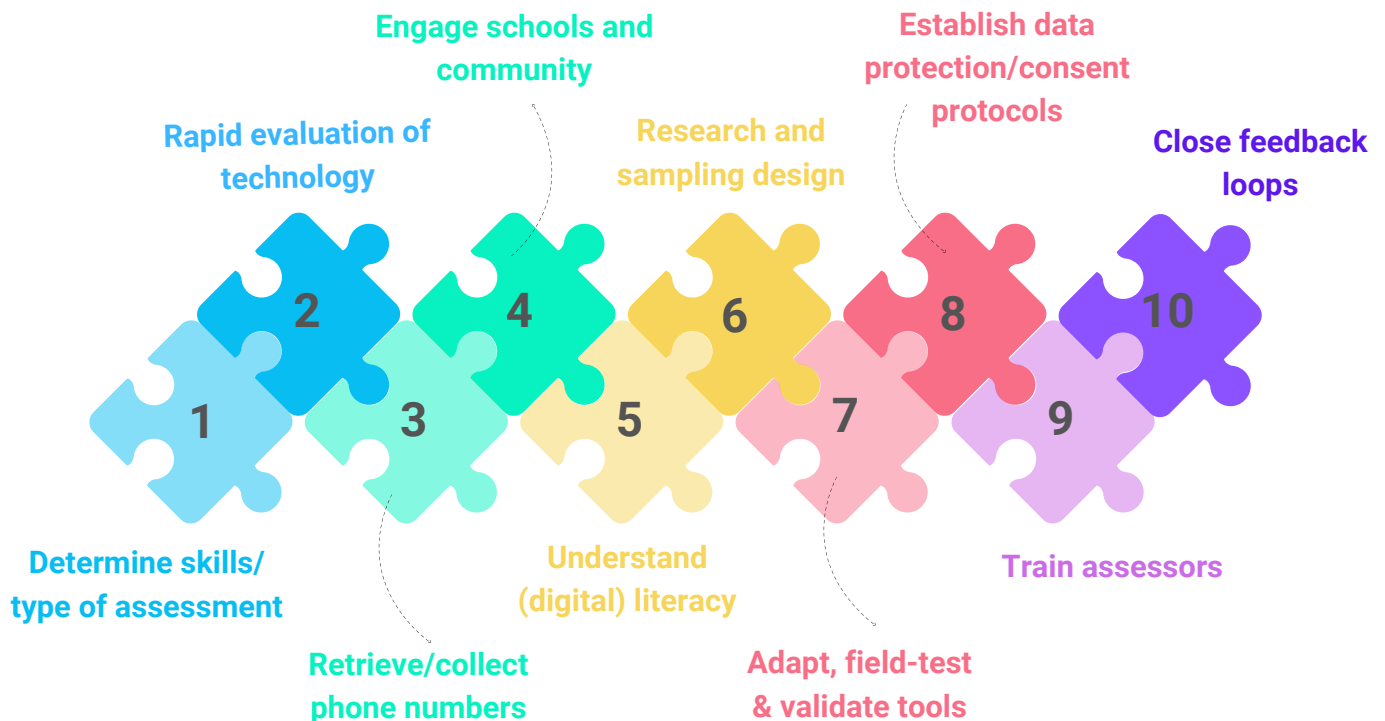 Engage schools and
community
Establish data
protection/consent
protocols
Rapid evaluation of
technology
Research and
sampling design
Close feedback
loops
2
4
6
8
10
1
3
5
7
9
Determine skills/
type of assessment
Understand
(digital) literacy
Train assessors
Retrieve/collect
phone numbers
Adapt, field-test
& validate tools